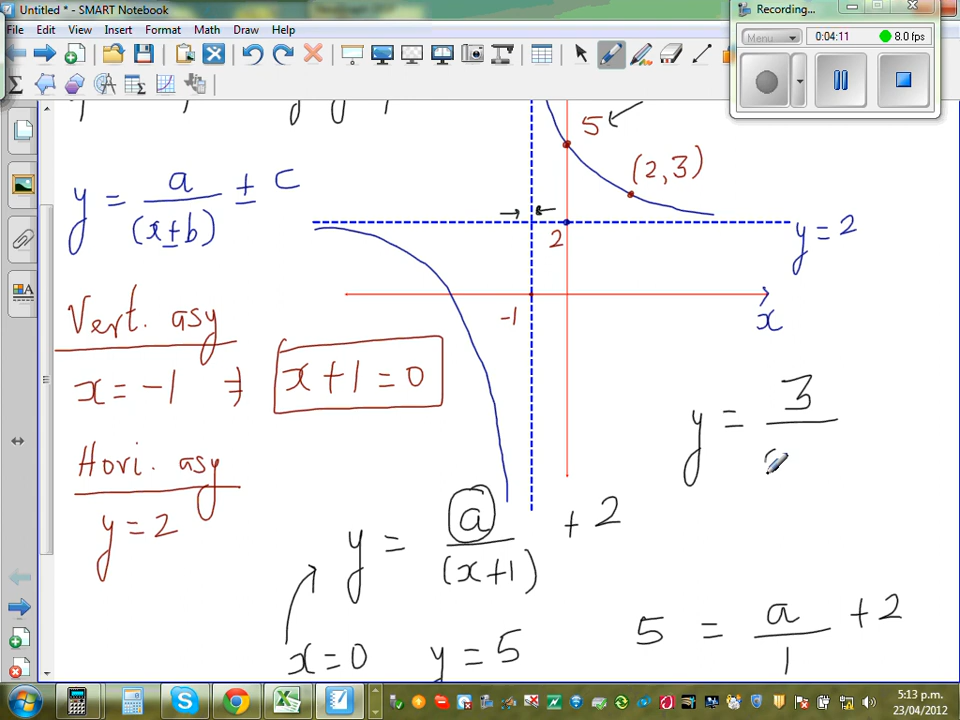 Untitled * - SMART Notebook
File Edit View Insert Format Math Draw Help
Recording...
Menu
0:04:11
8.0 fps
5
(2,3)
y = a/(x±b) ± c
2
y = 2
-1
x
Vert. asy
x = -1 ⇒ x+1=0
y = 3
Hori. asy
y = 2
y = a/(x+1) + 2
x=0 y = 5
5 = a/1 + 2
5:13 p.m.
23/04/2012